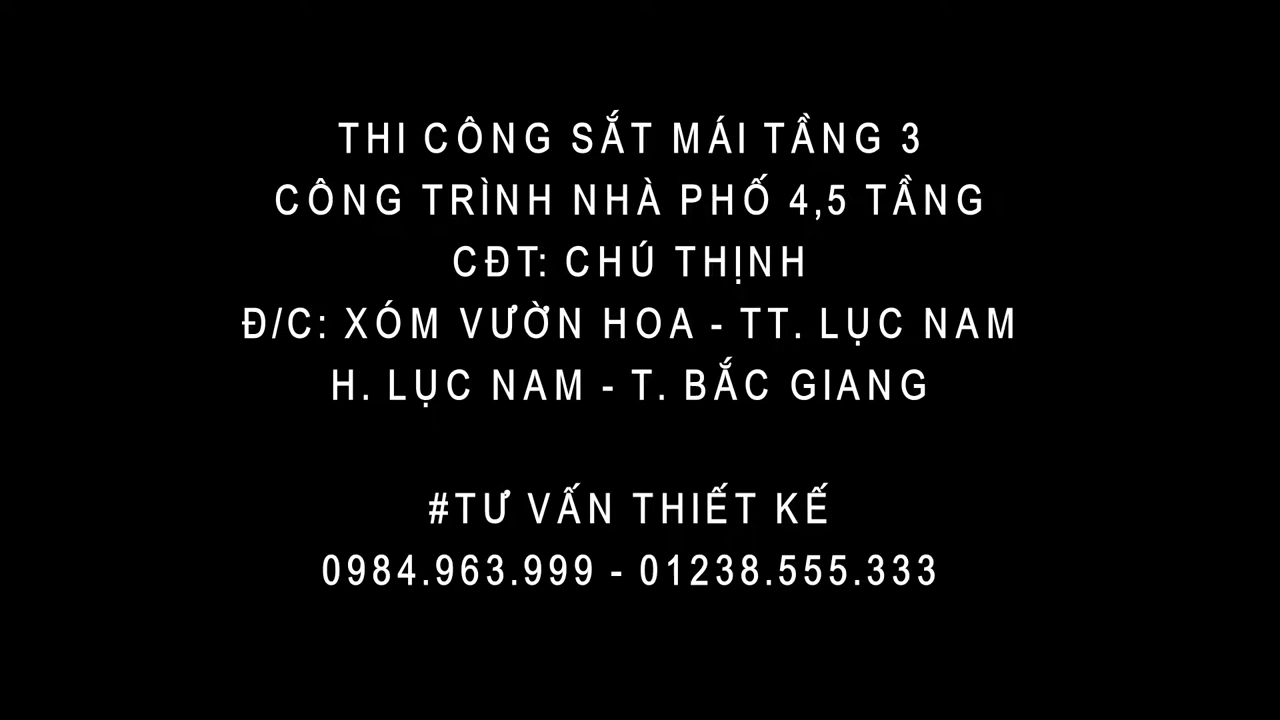 THI CÔNG SẮT MÁI TẦNG 3
CÔNG TRÌNH NHÀ PHỐ 4,5 TẦNG
CĐT: CHÚ THỊNH
Đ/C: XÓM VƯỜN HOA - TT. LỤC NAM
H. LỤC NAM - T. BẮC GIANG
#TƯ VẤN THIẾT KẾ
0984.963.999 - 01238.555.333